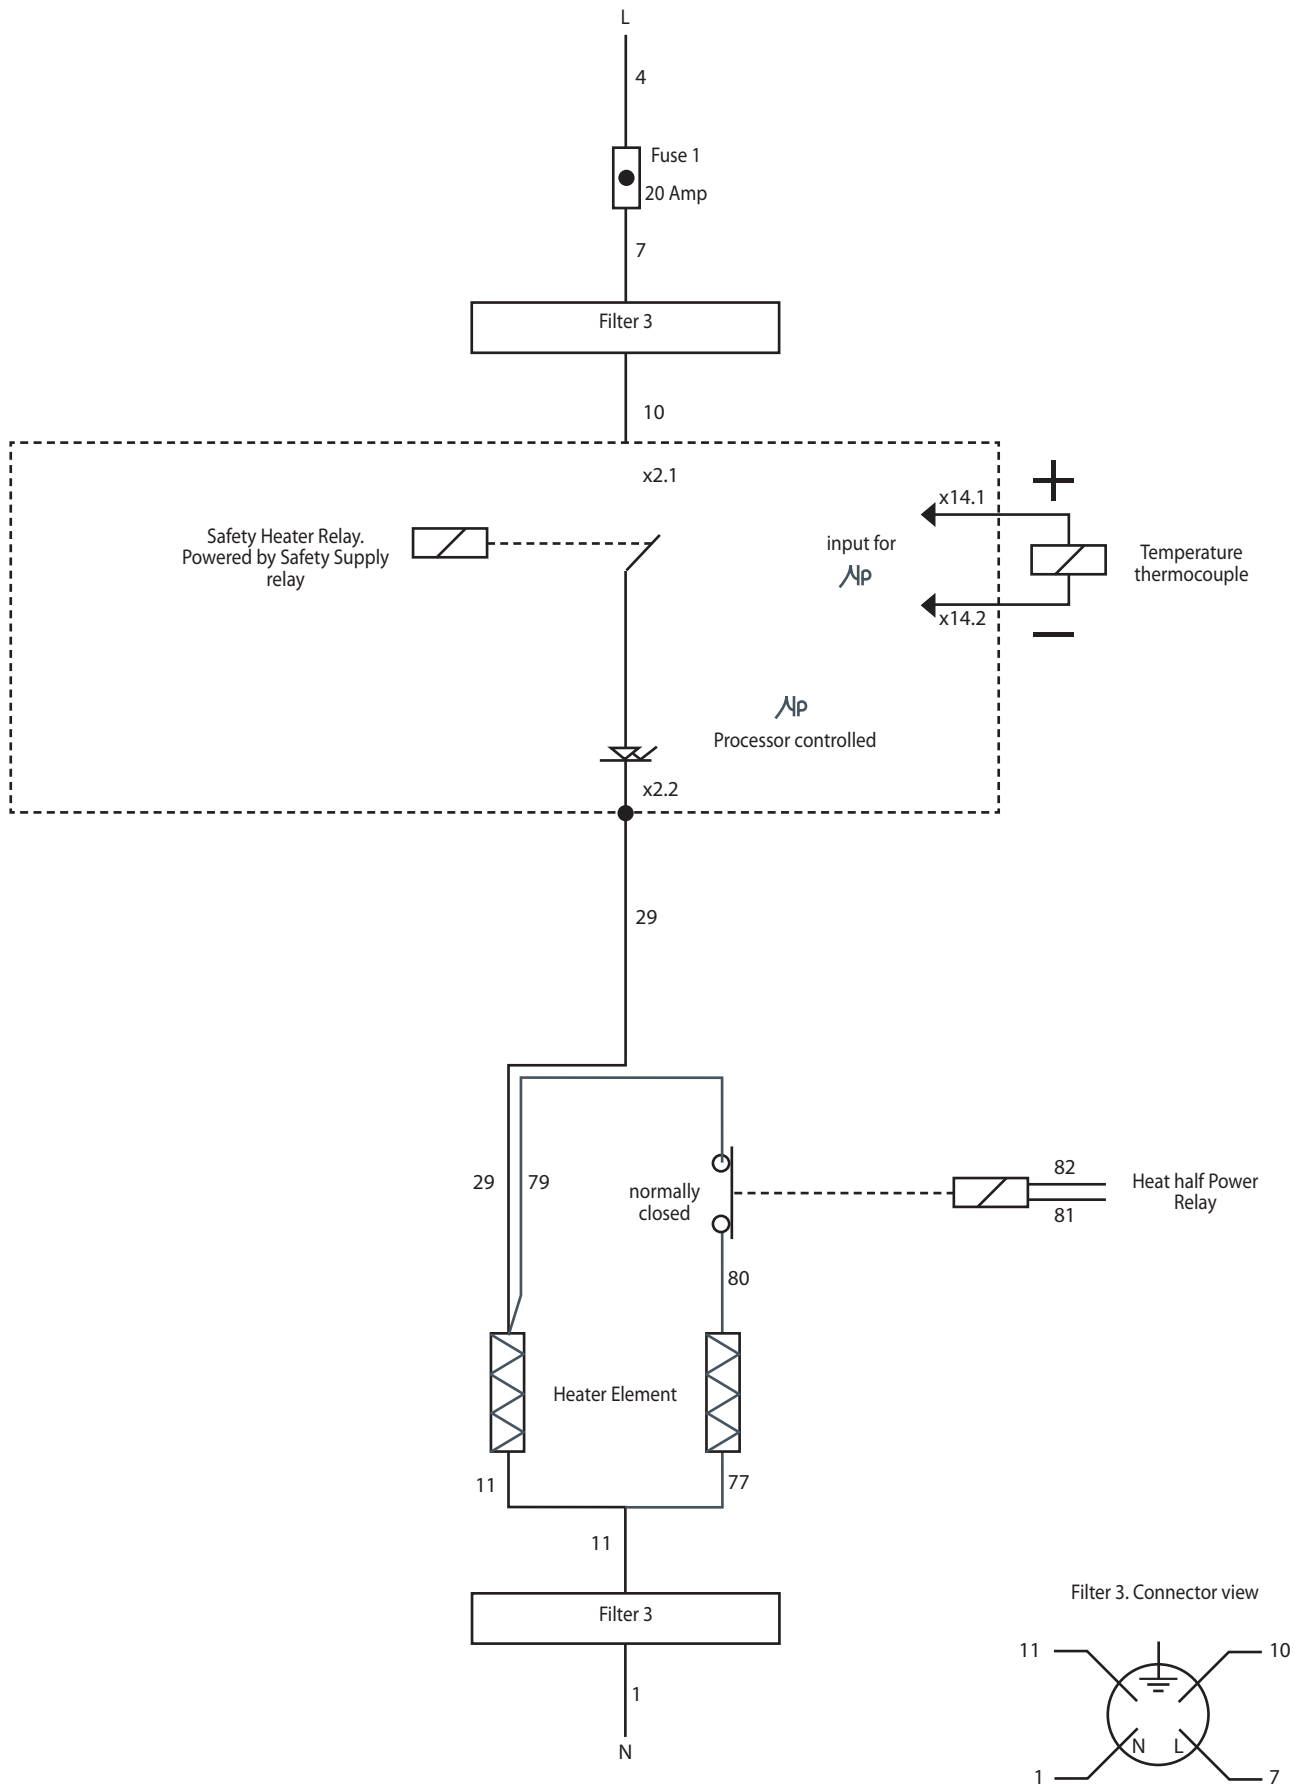 L
4
Fuse 1
20 Amp
7
Filter 3
10
x2.1
x14.1
Safety Heater Relay.
Powered by Safety Supply
relay
input for
μp
Temperature
thermocouple
x14.2
μp
Processor controlled
x2.2
29
29
79
normally
closed
82
81
Heat half Power
Relay
80
Heater Element
11
77
11
Filter 3
1
N
Filter 3. Connector view
11
10
N
L
1
7